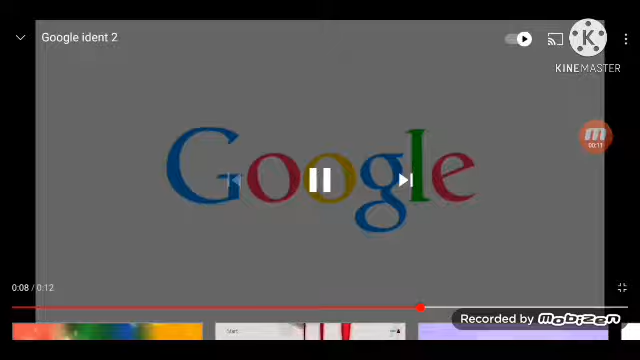 Google ident 2
K
KINEMASTER
Google
00:11
0:08 / 0:12
Recorded by mobizen
Start